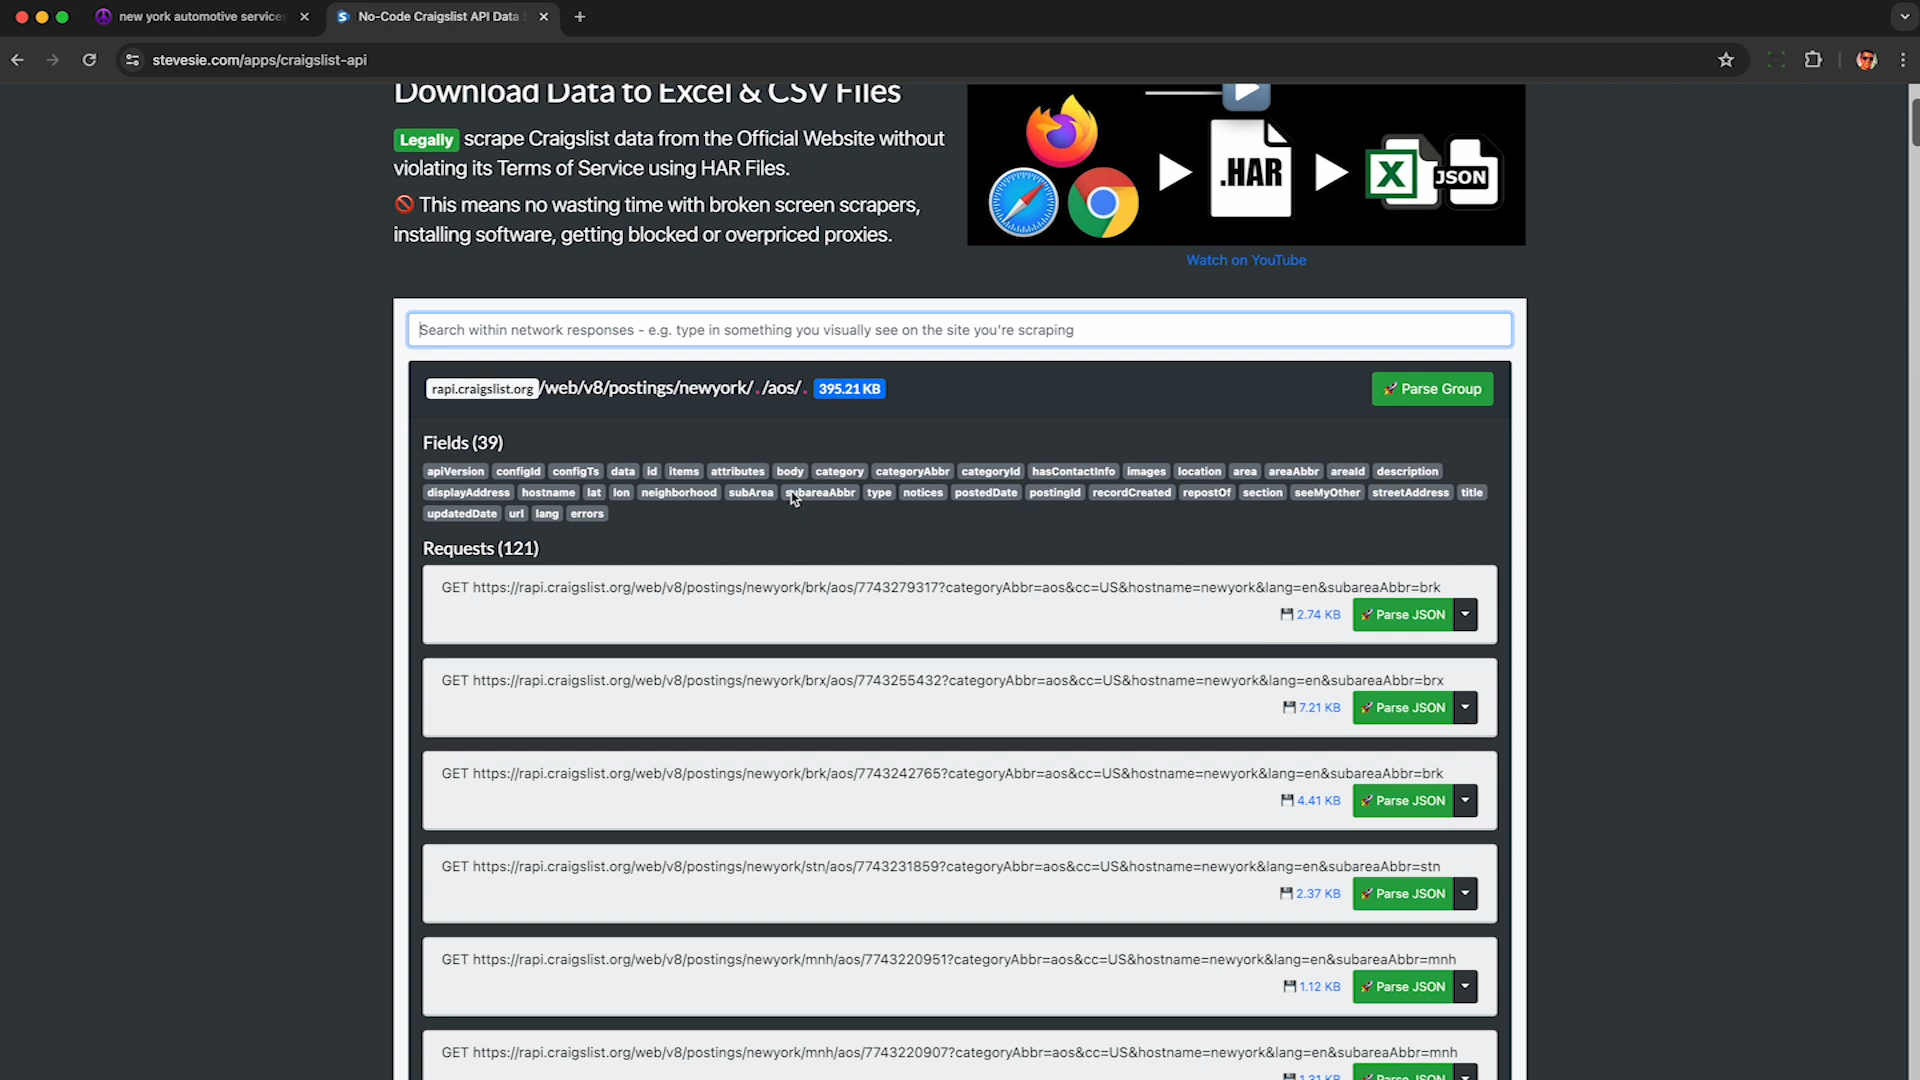 new york automotive services
No-Code Craigslist API Data
stevesie.com/apps/craigslist-api
Download Data to Excel & CSV Files
Legally scrape Craigslist data from the Official Website without
violating its Terms of Service using HAR Files.
🚫 This means no wasting time with broken screen scrapers,
installing software, getting blocked or overpriced proxies.
.HAR
X
JSON
Watch on YouTube
Search within network responses - e.g. type in something you visually see on the site you're scraping
rapi.craigslist.org/web/v8/postings/newyork/./aos/. 395.21 KB
🚀 Parse Group
Fields (39)
apiVersion configId configTs data id items attributes body category categoryAbbr categoryId hasContactInfo images location area areaAbbr areaId description
displayAddress hostname lat lon neighborhood subArea subareaAbbr type notices postedDate postingId recordCreated repostOf section seeMyOther streetAddress title
updatedDate url lang errors
Requests (121)
GET https://rapi.craigslist.org/web/v8/postings/newyork/brk/aos/7743279317?categoryAbbr=aos&cc=US&hostname=newyork&lang=en&subareaAbbr=brk
💾 2.74 KB 🚀 Parse JSON
GET https://rapi.craigslist.org/web/v8/postings/newyork/brx/aos/7743255432?categoryAbbr=aos&cc=US&hostname=newyork&lang=en&subareaAbbr=brx
💾 7.21 KB 🚀 Parse JSON
GET https://rapi.craigslist.org/web/v8/postings/newyork/brk/aos/7743242765?categoryAbbr=aos&cc=US&hostname=newyork&lang=en&subareaAbbr=brk
💾 4.41 KB 🚀 Parse JSON
GET https://rapi.craigslist.org/web/v8/postings/newyork/stn/aos/7743231859?categoryAbbr=aos&cc=US&hostname=newyork&lang=en&subareaAbbr=stn
💾 2.37 KB 🚀 Parse JSON
GET https://rapi.craigslist.org/web/v8/postings/newyork/mnh/aos/7743220951?categoryAbbr=aos&cc=US&hostname=newyork&lang=en&subareaAbbr=mnh
💾 1.12 KB 🚀 Parse JSON
GET https://rapi.craigslist.org/web/v8/postings/newyork/mnh/aos/7743220907?categoryAbbr=aos&cc=US&hostname=newyork&lang=en&subareaAbbr=mnh
💾 1.31 KB 🚀 Parse JSON